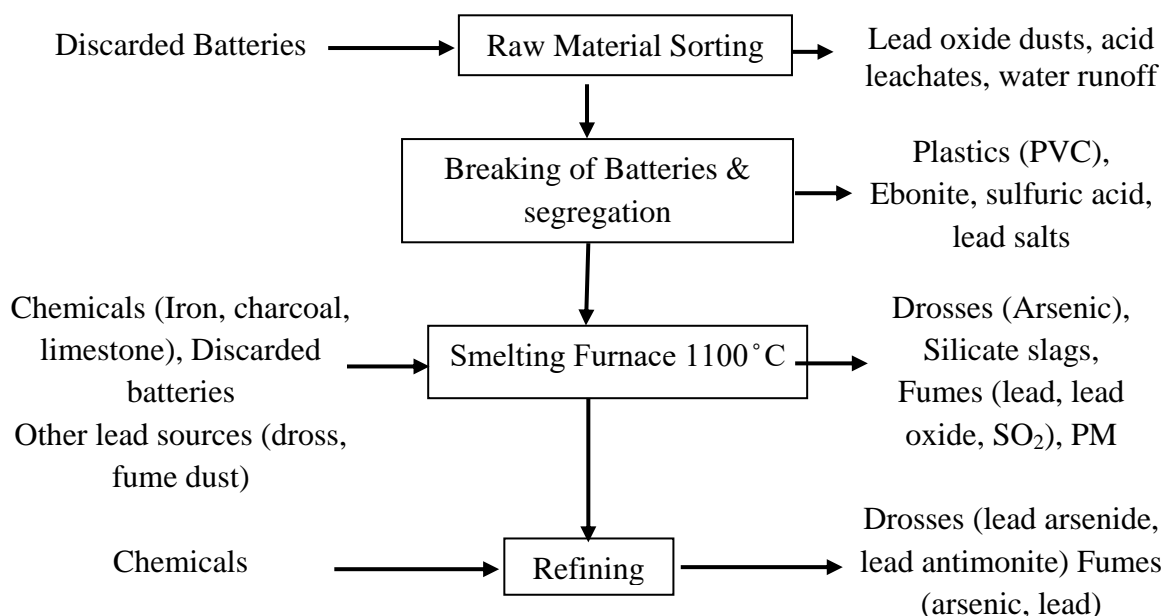 Discarded Batteries
Raw Material Sorting
Lead oxide dusts, acid
leachates, water runoff
Breaking of Batteries &
segregation
Plastics (PVC),
Ebonite, sulfuric acid,
lead salts
Chemicals (Iron, charcoal,
limestone), Discarded
batteries
Other lead sources (dross,
fume dust)
Smelting Furnace 1100˚C
Drosses (Arsenic),
Silicate slags,
Fumes (lead, lead
oxide, SO₂), PM
Chemicals
Refining
Drosses (lead arsenide,
lead antimonite) Fumes
(arsenic, lead)